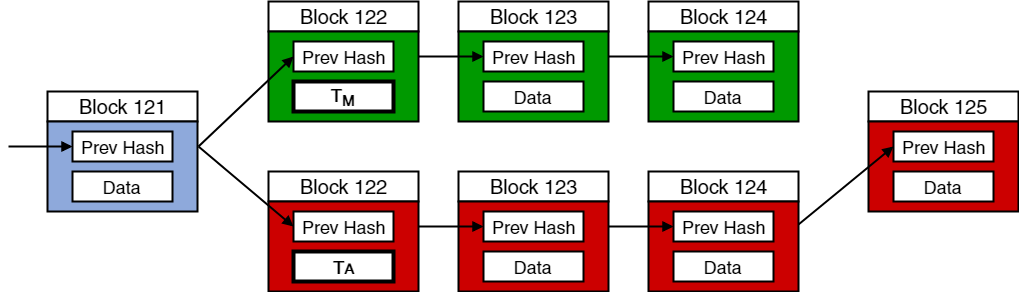 Block 121
Prev Hash
Data
Block 122
Prev Hash
TM
Block 123
Prev Hash
Data
Block 124
Prev Hash
Data
Block 122
Prev Hash
TA
Block 123
Prev Hash
Data
Block 124
Prev Hash
Data
Block 125
Prev Hash
Data